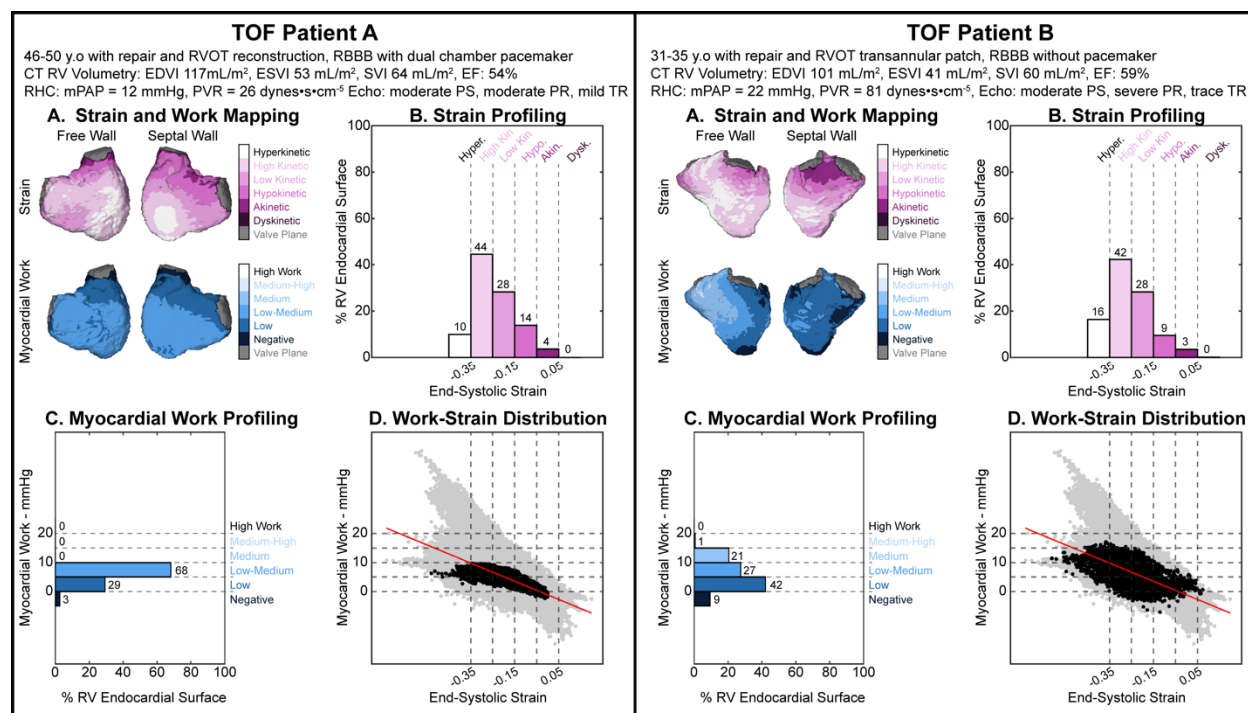 TOF Patient A
46-50 y.o with repair and RVOT reconstruction, RBBB with dual chamber pacemaker
CT RV Volumetry: EDVI 117mL/m², ESVI 53 mL/m², SVI 64 mL/m², EF: 54%
RHC: mPAP = 12 mmHg, PVR = 26 dynes•s•cm⁻⁵ Echo: moderate PS, moderate PR, mild TR
A. Strain and Work Mapping
Free Wall Septal Wall
Strain
Hyperkinetic
High Kinetic
Low Kinetic
Hypokinetic
Akinetic
Dyskinetic
Valve Plane
Myocardial Work
High Work
Medium-High
Medium
Low-Medium
Low
Negative
Valve Plane
B. Strain Profiling
Hyper. High Kin Low Kin Hypo. Akin. Dysk.
% RV Endocardial Surface
100
80
60
40
20
0
10 44 28 14 4 0
-0.35 -0.15 0.05
End-Systolic Strain
C. Myocardial Work Profiling
Myocardial Work - mmHg
20
10
0
0 High Work
0 Medium-High
0 Medium
68 Low-Medium
29 Low
3 Negative
0 20 40 60 80 100
% RV Endocardial Surface
D. Work-Strain Distribution
Myocardial Work - mmHg
20
10
0
-0.35 -0.15 0.05
End-Systolic Strain
TOF Patient B
31-35 y.o with repair and RVOT transannular patch, RBBB without pacemaker
CT RV Volumetry: EDVI 101 mL/m², ESVI 41 mL/m², SVI 60 mL/m², EF: 59%
RHC: mPAP = 22 mmHg, PVR = 81 dynes•s•cm⁻⁵, Echo: moderate PS, severe PR, trace TR
A. Strain and Work Mapping
Free Wall Septal Wall
Strain
Hyperkinetic
High Kinetic
Low Kinetic
Hypokinetic
Akinetic
Dyskinetic
Valve Plane
Myocardial Work
High Work
Medium-High
Medium
Low-Medium
Low
Negative
Valve Plane
B. Strain Profiling
Hyper. High Kin Low Kin Hypo. Akin. Dysk.
% RV Endocardial Surface
100
80
60
40
20
0
16 42 28 9 3 0
-0.35 -0.15 0.05
End-Systolic Strain
C. Myocardial Work Profiling
Myocardial Work - mmHg
20
10
0
0 High Work
1 Medium-High
21 Medium
27 Low-Medium
42 Low
9 Negative
0 20 40 60 80 100
% RV Endocardial Surface
D. Work-Strain Distribution
Myocardial Work - mmHg
20
10
0
-0.35 -0.15 0.05
End-Systolic Strain